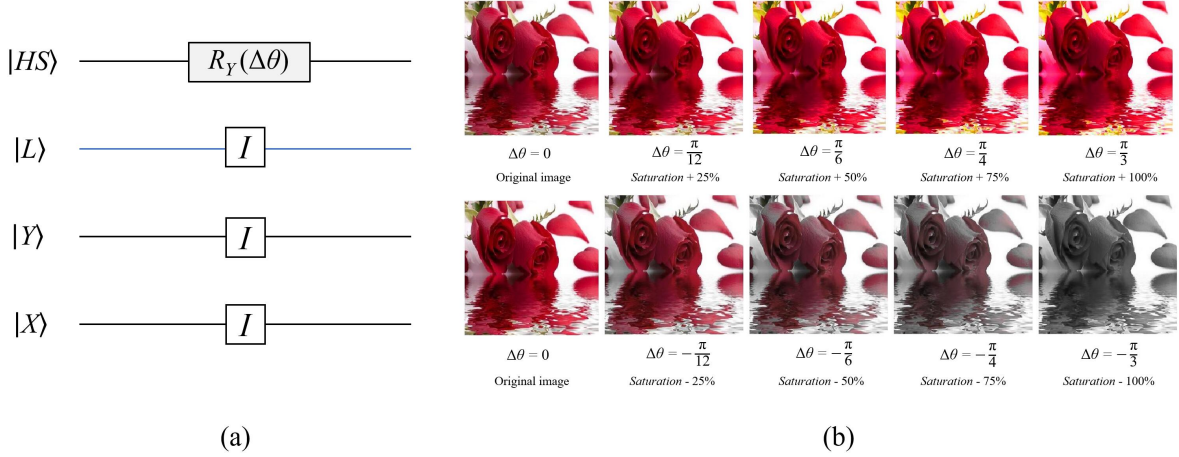 |HS⟩ R_Y(Δθ)
|L⟩ I
|Y⟩ I
|X⟩ I
(a)
Δθ = 0 Δθ = π/12 Δθ = π/6 Δθ = π/4 Δθ = π/3
Original image Saturation + 25% Saturation + 50% Saturation + 75% Saturation + 100%
Δθ = 0 Δθ = −π/12 Δθ = −π/6 Δθ = −π/4 Δθ = −π/3
Original image Saturation - 25% Saturation - 50% Saturation - 75% Saturation - 100%
(b)